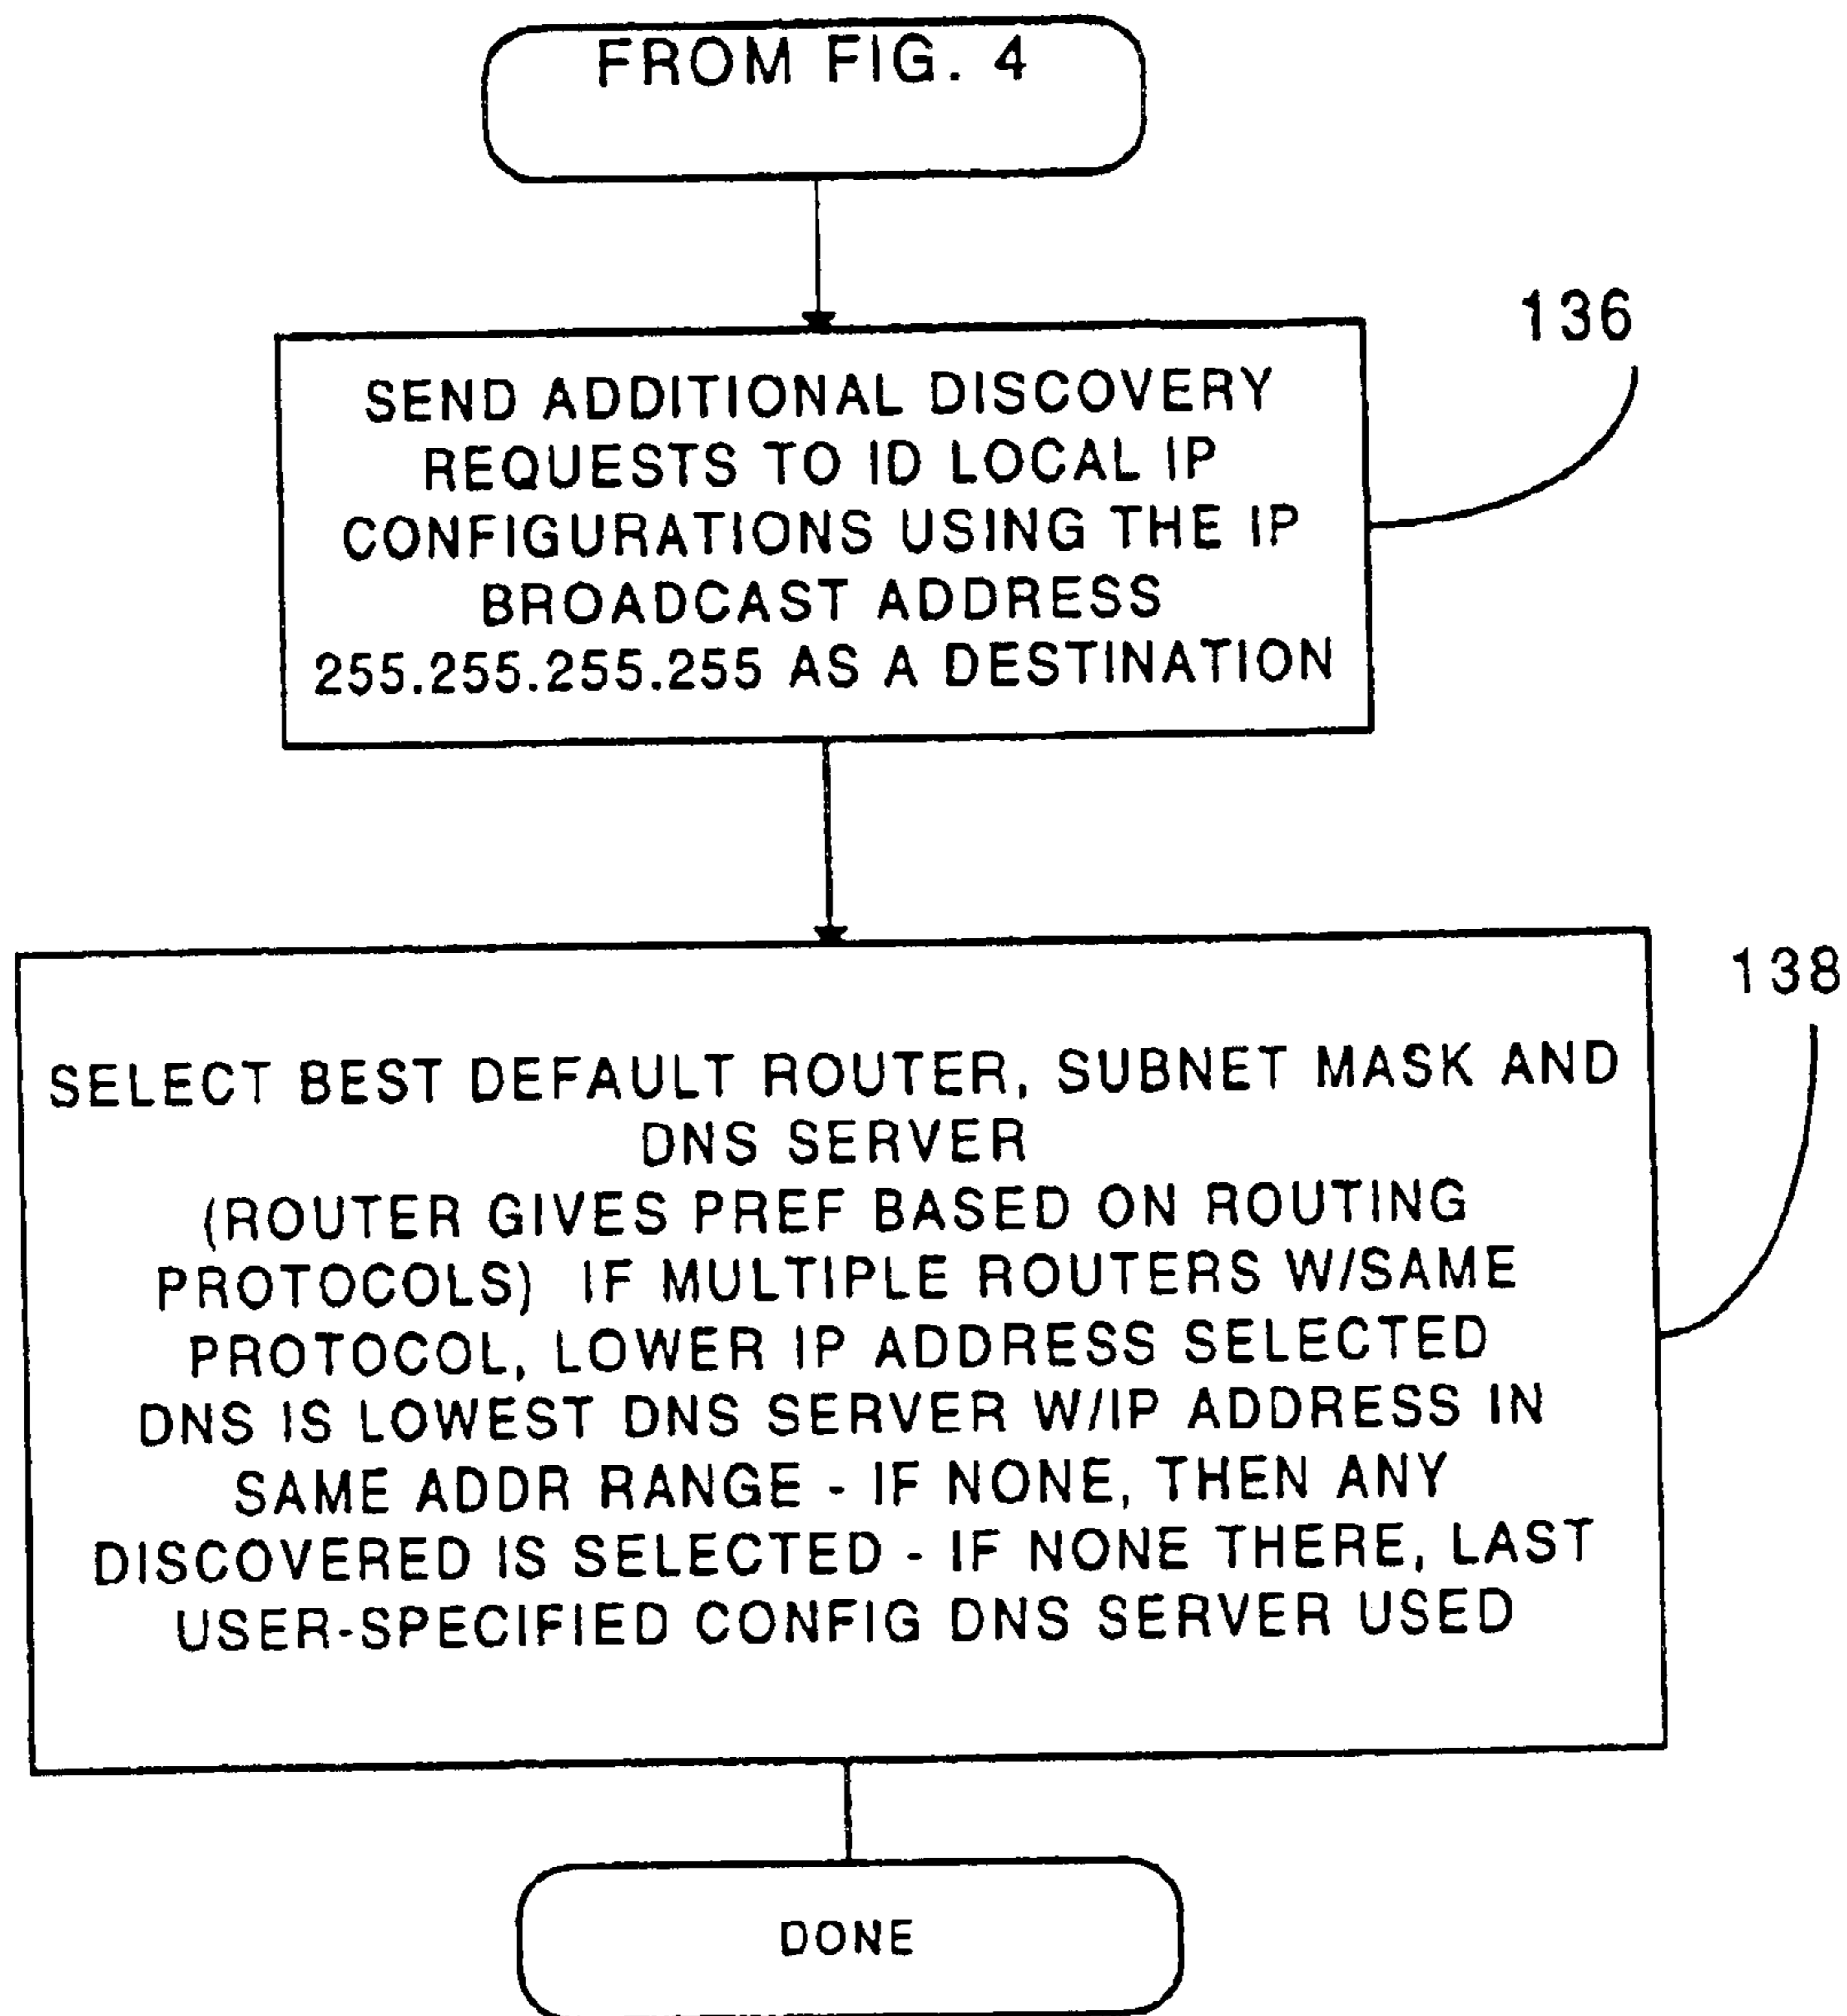 FROM FIG. 4
136
SEND ADDITIONAL DISCOVERY
REQUESTS TO ID LOCAL IP
CONFIGURATIONS USING THE IP
BROADCAST ADDRESS
255.255.255.255 AS A DESTINATION
138
SELECT BEST DEFAULT ROUTER, SUBNET MASK AND
DNS SERVER
(ROUTER GIVES PREF BASED ON ROUTING
PROTOCOLS) IF MULTIPLE ROUTERS W/SAME
PROTOCOL, LOWER IP ADDRESS SELECTED
DNS IS LOWEST DNS SERVER W/IP ADDRESS IN
SAME ADDR RANGE - IF NONE, THEN ANY
DISCOVERED IS SELECTED - IF NONE THERE, LAST
USER-SPECIFIED CONFIG DNS SERVER USED
DONE